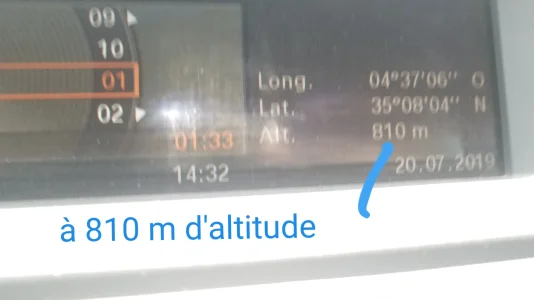 09
10
01
02
01:33
14:32
Long. 04°37'06'' O
Lat. 35°08'04'' N
Alt. 810 m
20.07.2019
à 810 m d'altitude